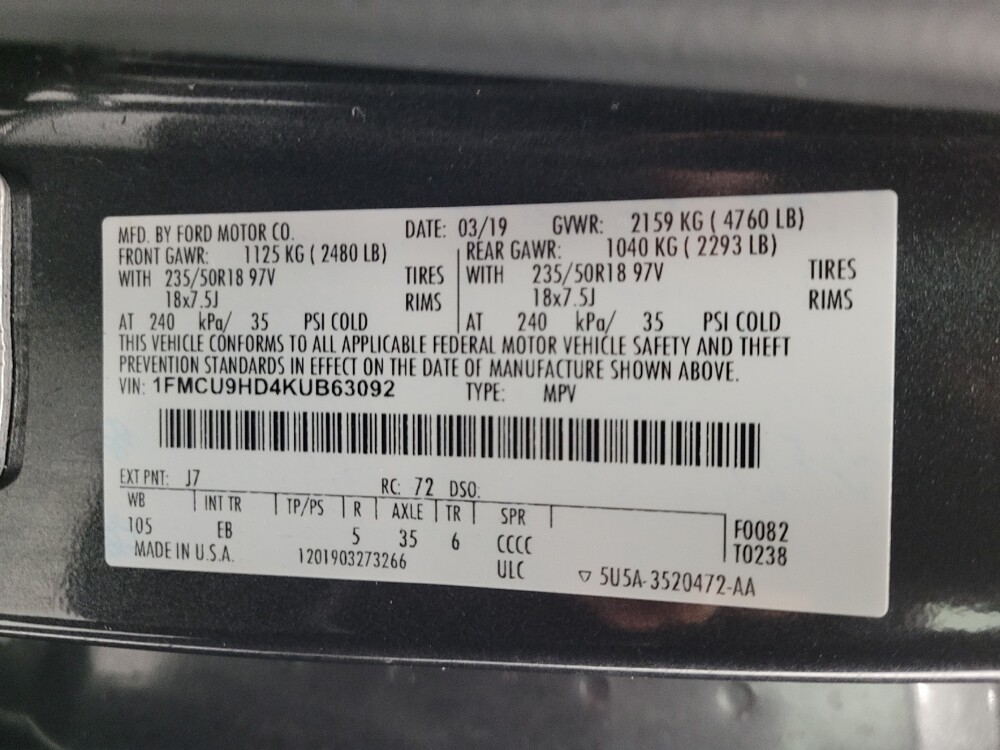 MFD. BY FORD MOTOR CO. DATE: 03/19 GVWR: 2159 KG ( 4760 LB)
FRONT GAWR: 1125 KG ( 2480 LB) REAR GAWR: 1040 KG ( 2293 LB)
WITH 235/50R18 97V TIRES WITH 235/50R18 97V TIRES
18x7.5J RIMS 18x7.5J RIMS
AT 240 kPa/ 35 PSI COLD AT 240 kPa/ 35 PSI COLD
THIS VEHICLE CONFORMS TO ALL APPLICABLE FEDERAL MOTOR VEHICLE SAFETY AND THEFT
PREVENTION STANDARDS IN EFFECT ON THE DATE OF MANUFACTURE SHOWN ABOVE.
VIN: 1FMCU9HD4KUB63092 TYPE: MPV
EXT PNT: J7 RC: 72 DSO:
WB INT TR TP/PS R AXLE TR SPR F0082
105 EB 5 35 6 CCCC T0238
MADE IN U.S.A. 1201903273266 ULC ▽ 5U5A-3520472-AA